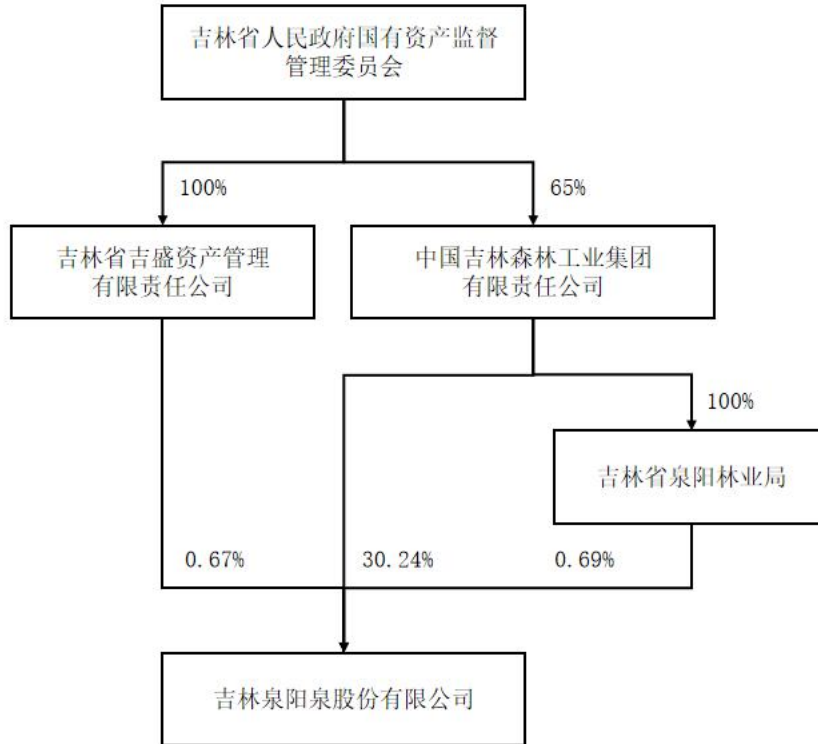 吉林省人民政府国有资产监督
管理委员会
100%
65%
吉林省吉盛资产管理
有限责任公司
中国吉林森林工业集团
有限责任公司
100%
吉林省泉阳林业局
0.67%
30.24%
0.69%
吉林泉阳泉股份有限公司